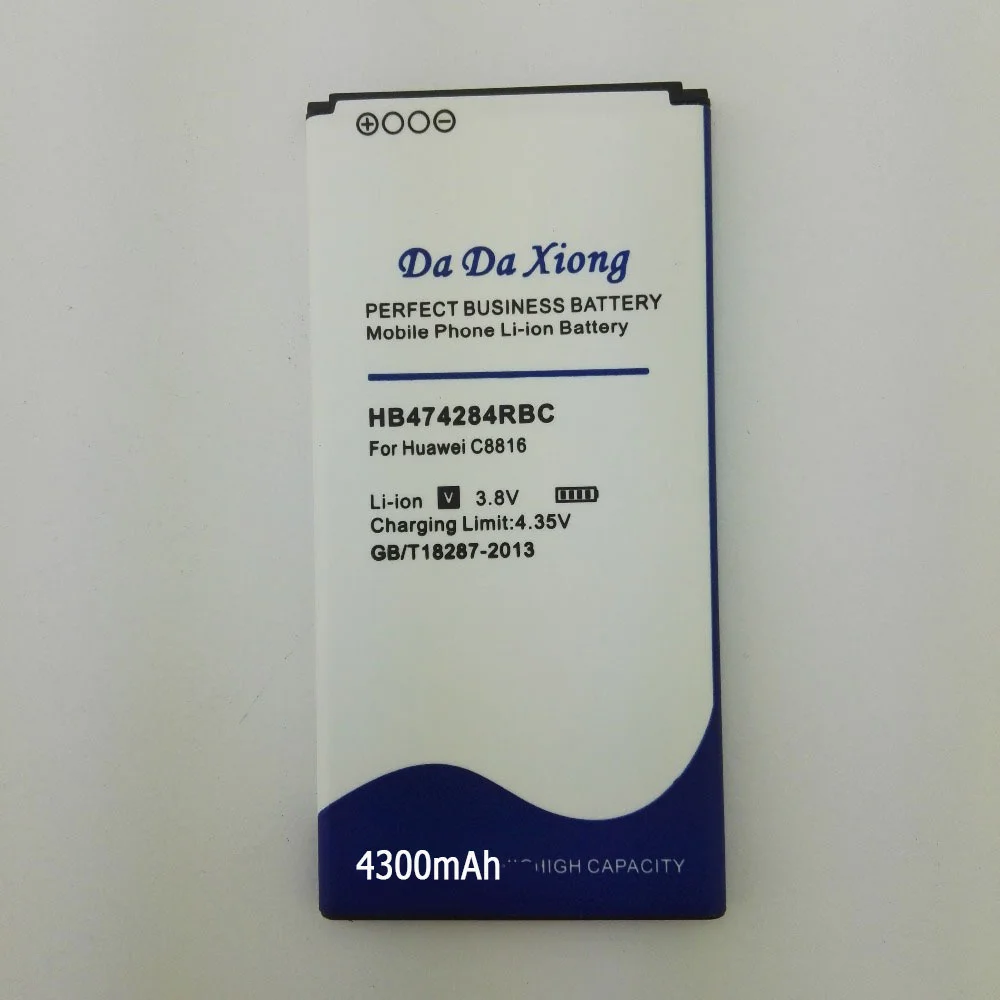 Da Da Xiong
PERFECT BUSINESS BATTERY
Mobile Phone Li-ion Battery
HB474284RBC
For Huawei C8816
Li-ion V 3.8V
Charging Limit:4.35V
GB/T18287-2013
4300mAh HIGH CAPACITY